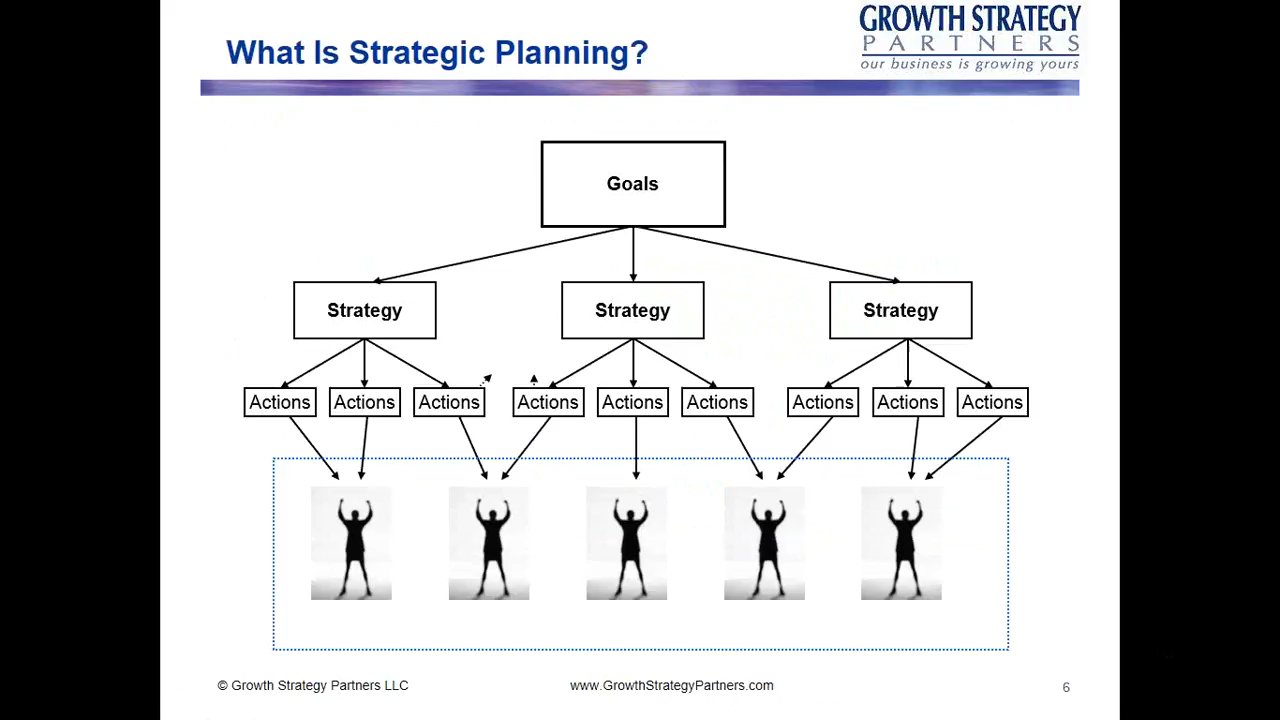 What Is Strategic Planning?
GROWTH STRATEGY
PARTNERS
our business is growing yours
Goals
Strategy Strategy Strategy
Actions Actions Actions Actions Actions Actions Actions Actions Actions
© Growth Strategy Partners LLC www.GrowthStrategyPartners.com 6